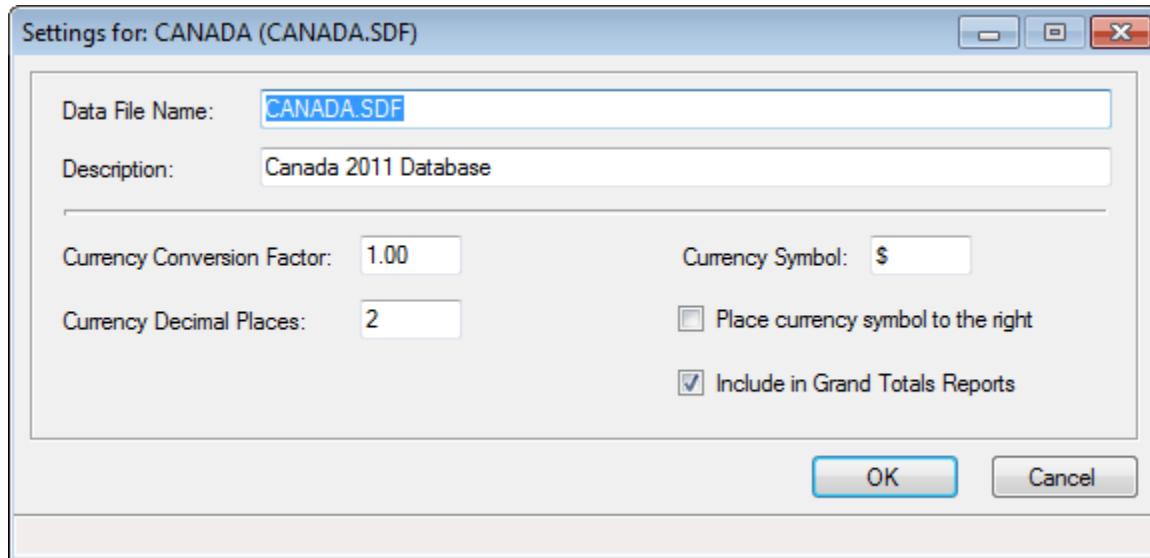 Settings for: CANADA (CANADA.SDF)
Data File Name: CANADA.SDF
Description: Canada 2011 Database
Currency Conversion Factor: 1.00 Currency Symbol: $
Currency Decimal Places: 2 Place currency symbol to the right
Include in Grand Totals Reports
OK Cancel